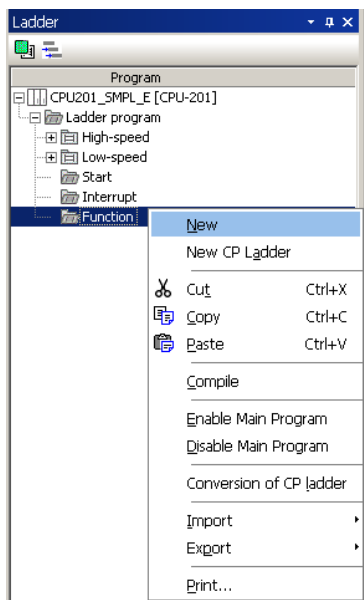 Ladder
Program
CPU201_SMPL_E [CPU-201]
Ladder program
High-speed
Low-speed
Start
Interrupt
Function
New
New CP Ladder
Cut Ctrl+X
Copy Ctrl+C
Paste Ctrl+V
Compile
Enable Main Program
Disable Main Program
Conversion of CP ladder
Import
Export
Print...